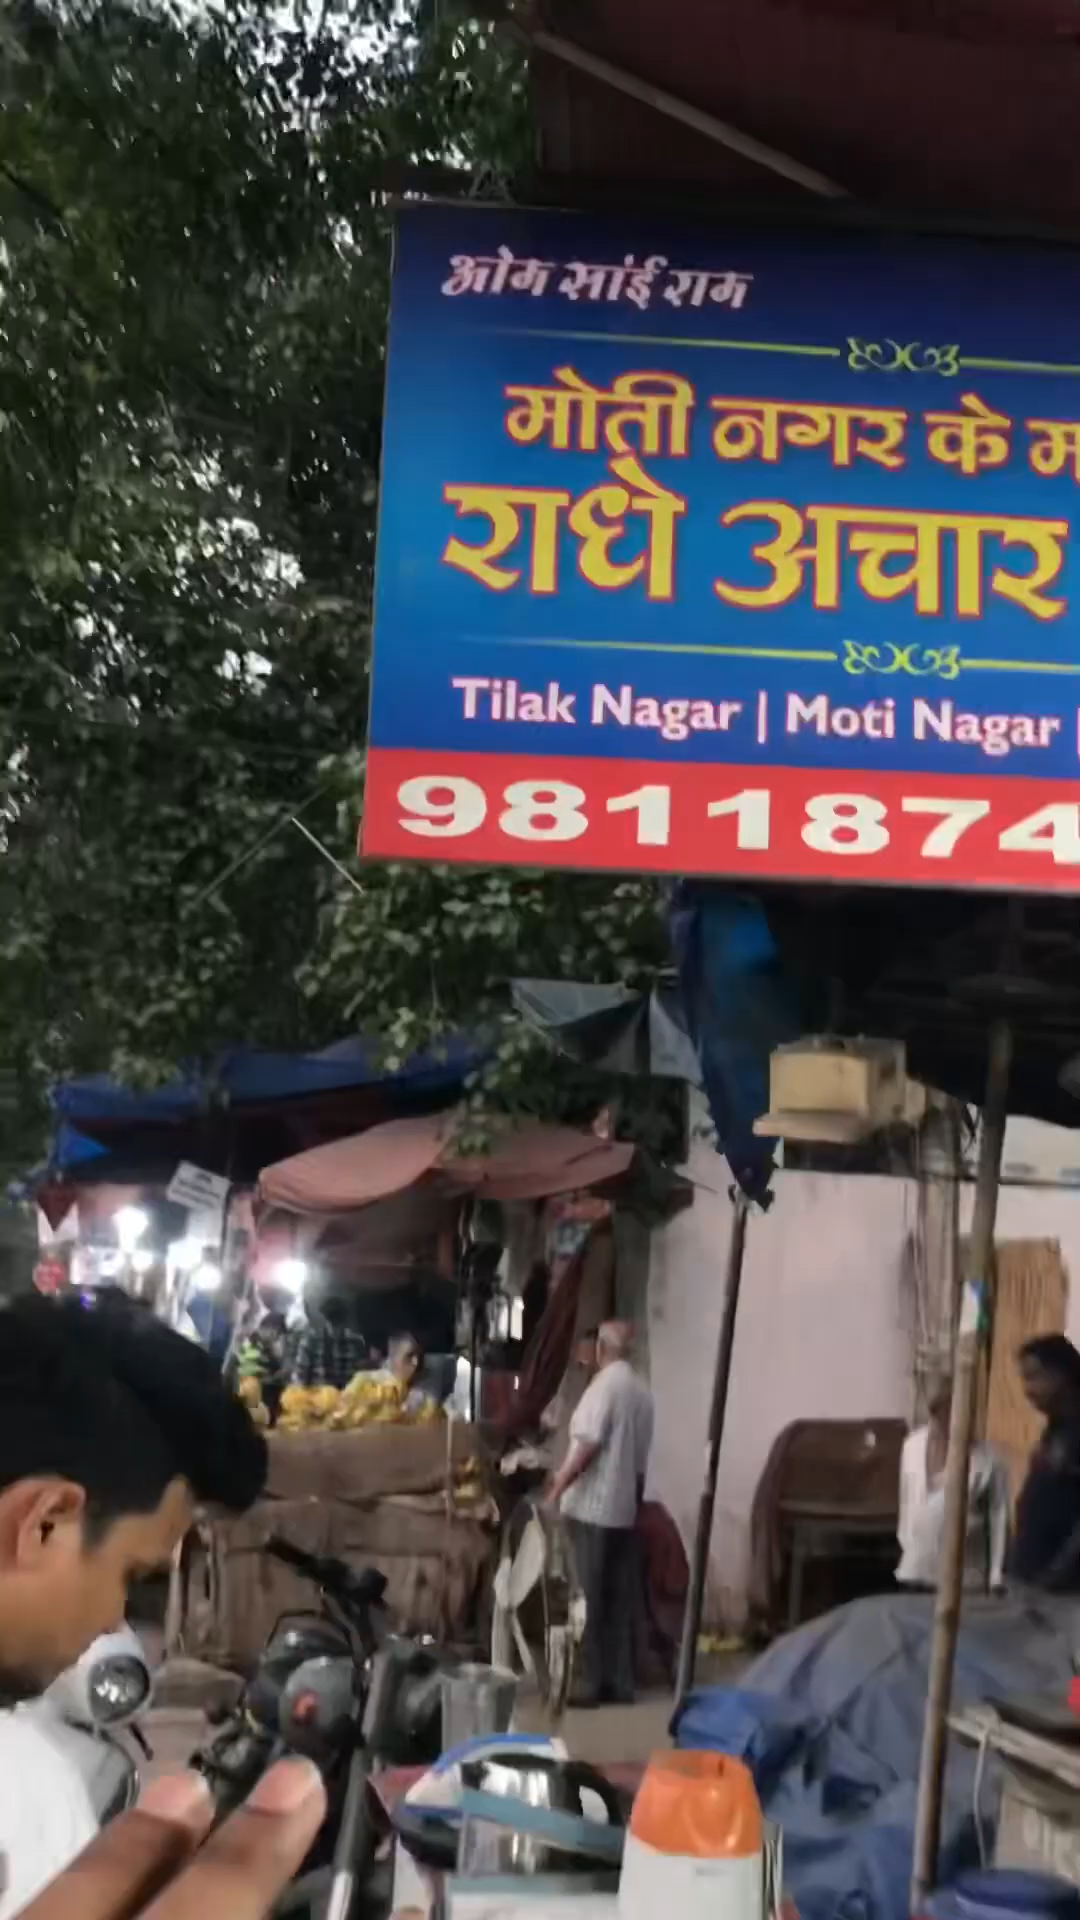 ओम सांई राम
मोती नगर के
राधे अचार
Tilak Nagar | Moti Nagar |
9811874